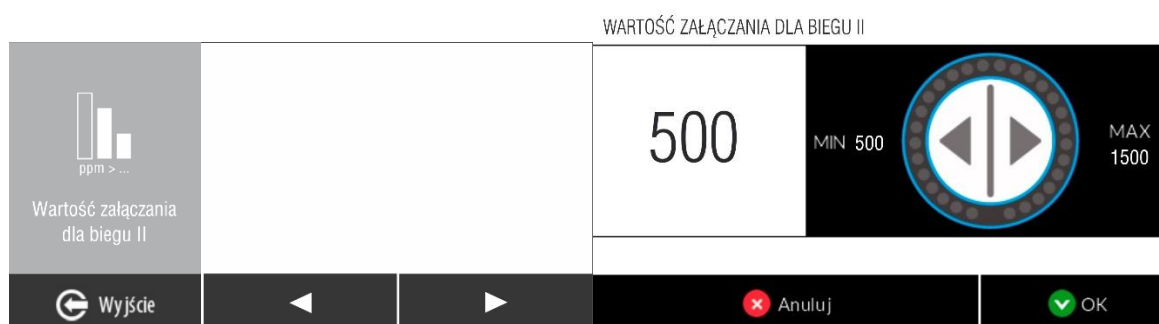 ppm > ...
Wartość załączania
dla biegu II
Wyjście
WARTOŚĆ ZAŁĄCZANIA DLA BIEGU II
500
MIN 500
MAX
1500
Anuluj
OK